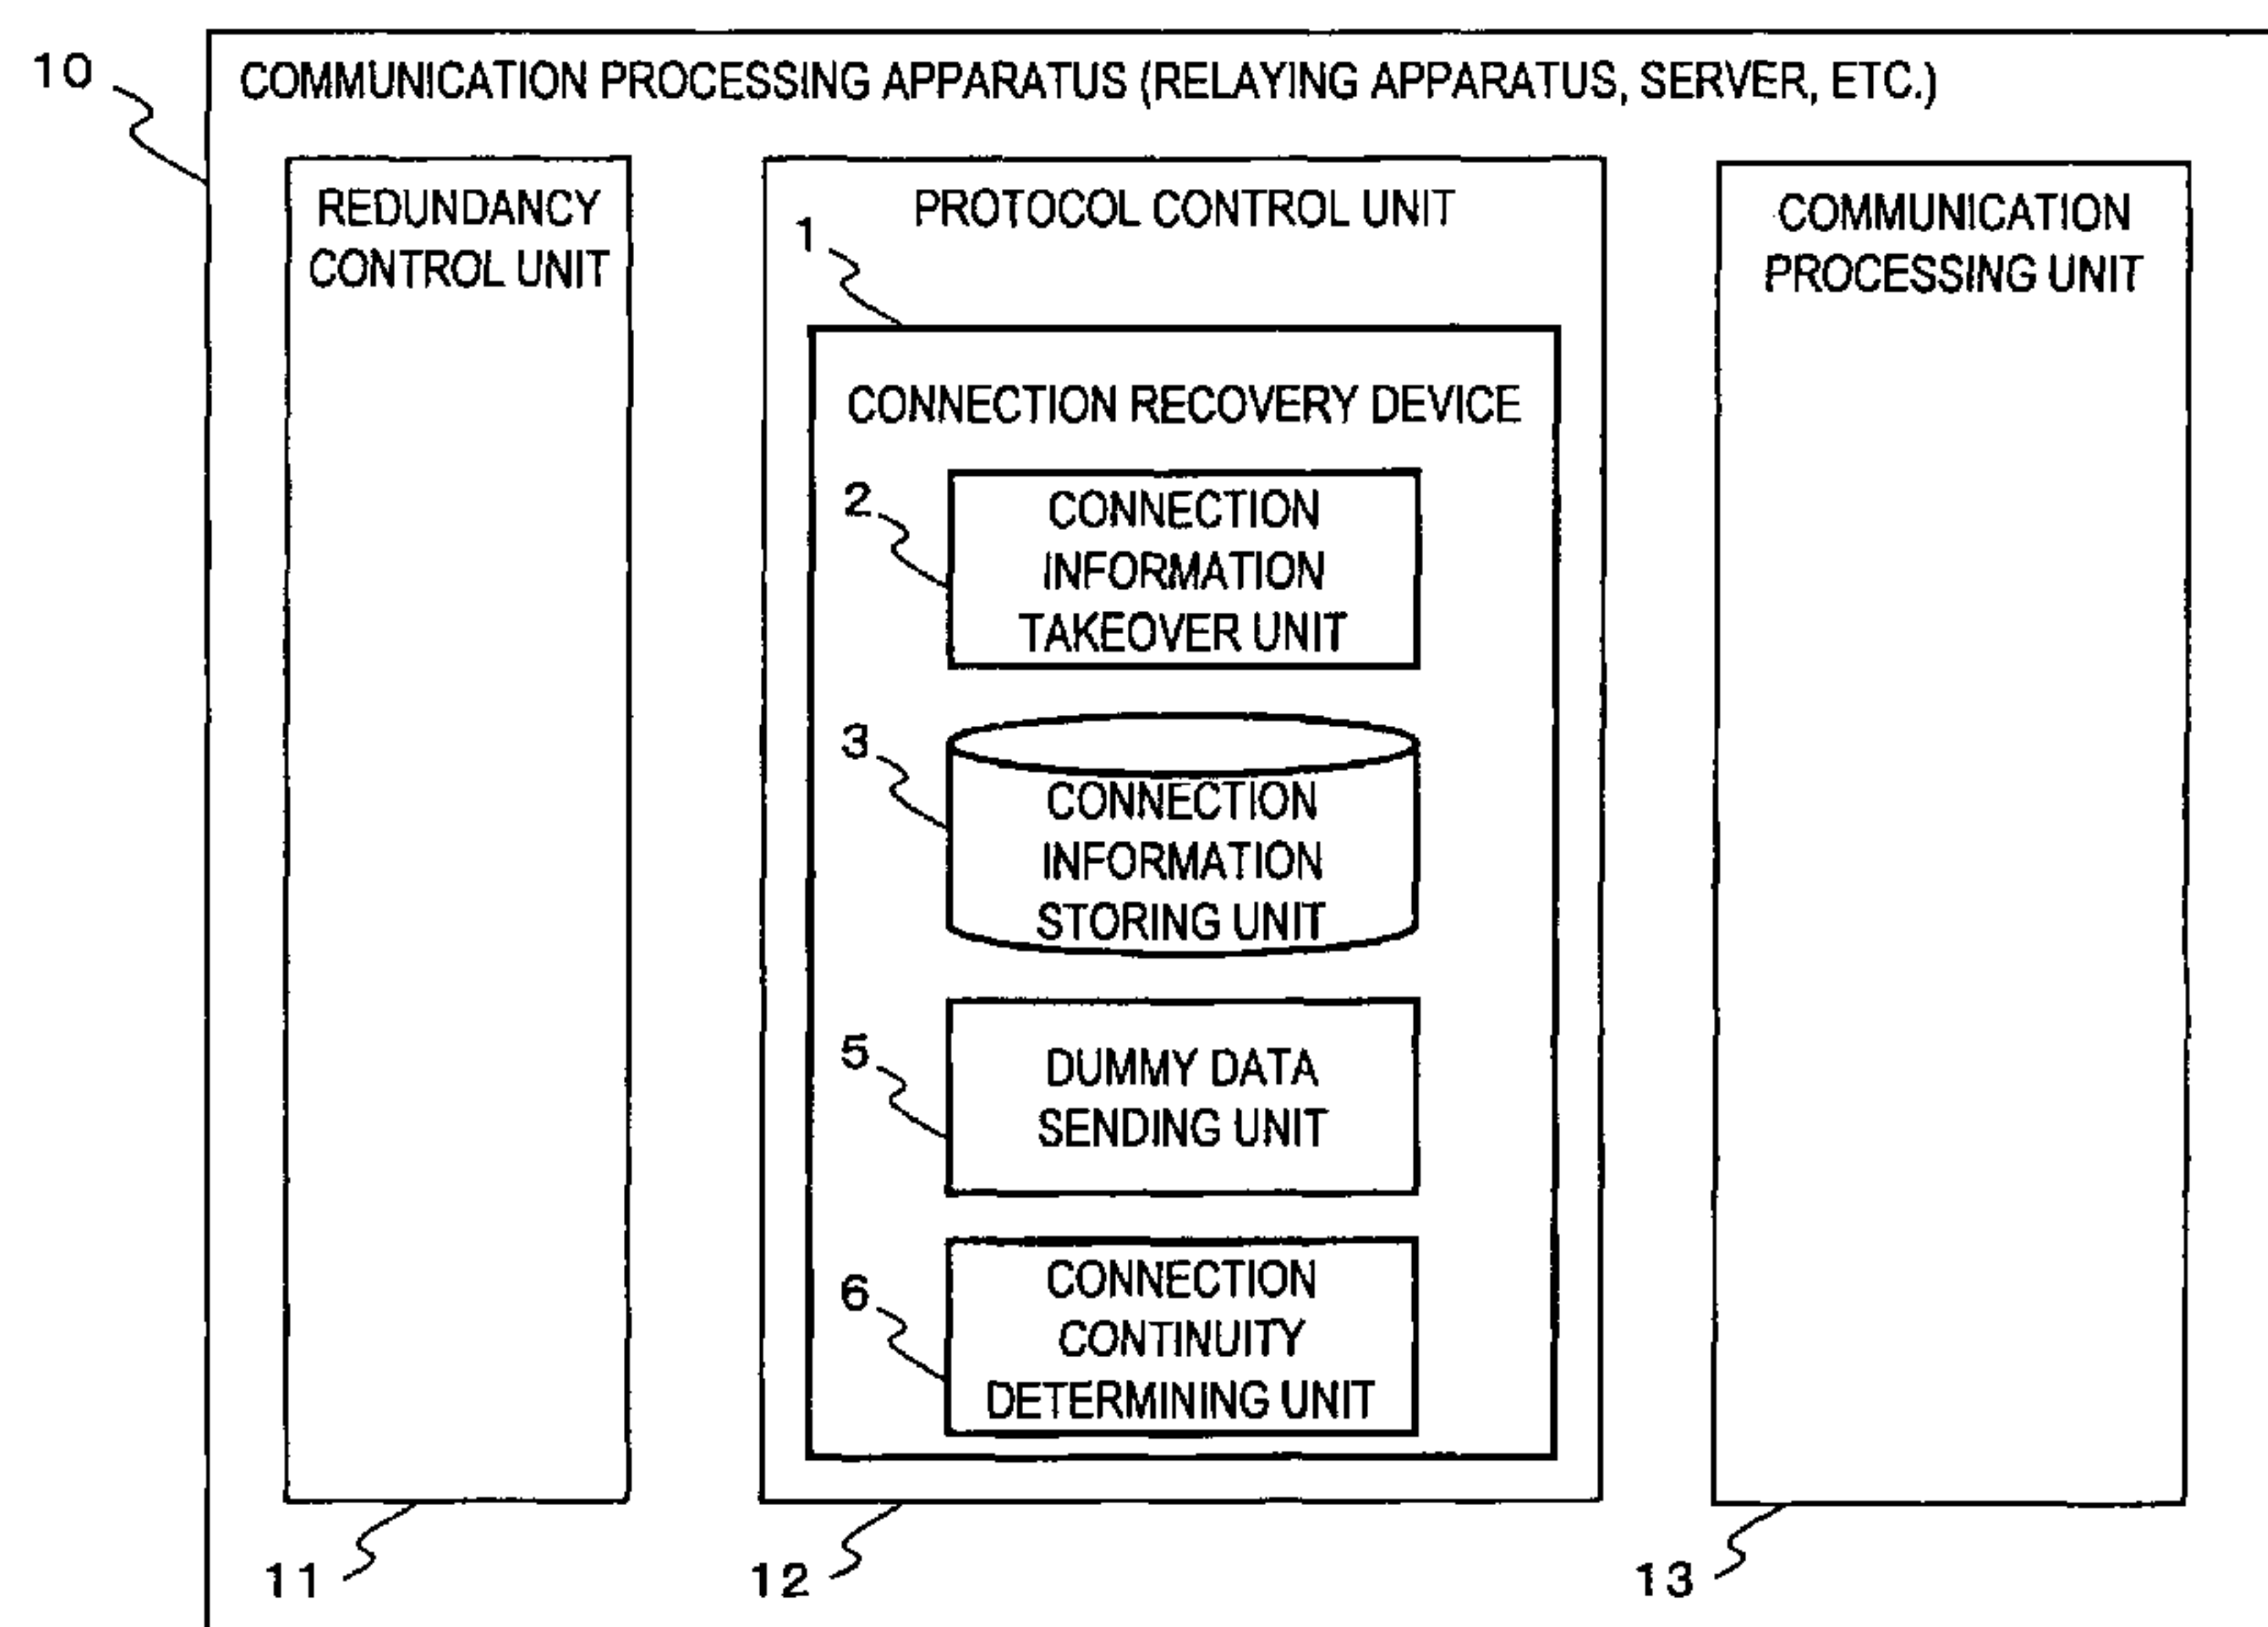 10
COMMUNICATION PROCESSING APPARATUS (RELAYING APPARATUS, SERVER, ETC.)
REDUNDANCY
CONTROL UNIT
PROTOCOL CONTROL UNIT
COMMUNICATION
PROCESSING UNIT
1
CONNECTION RECOVERY DEVICE
2
CONNECTION
INFORMATION
TAKEOVER UNIT
3
CONNECTION
INFORMATION
STORING UNIT
5
DUMMY DATA
SENDING UNIT
6
CONNECTION
CONTINUITY
DETERMINING UNIT
11
12
13